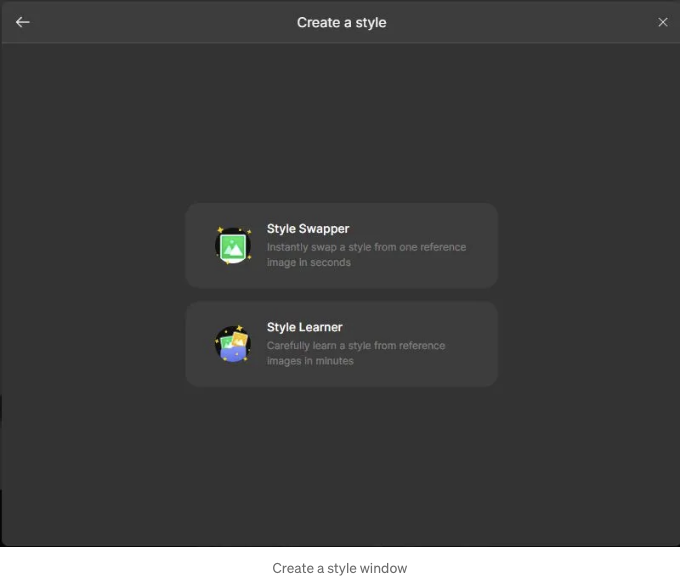 Create a style
Style Swapper
Instantly swap a style from one reference
image in seconds
Style Learner
Carefully learn a style from reference
images in minutes
Create a style window